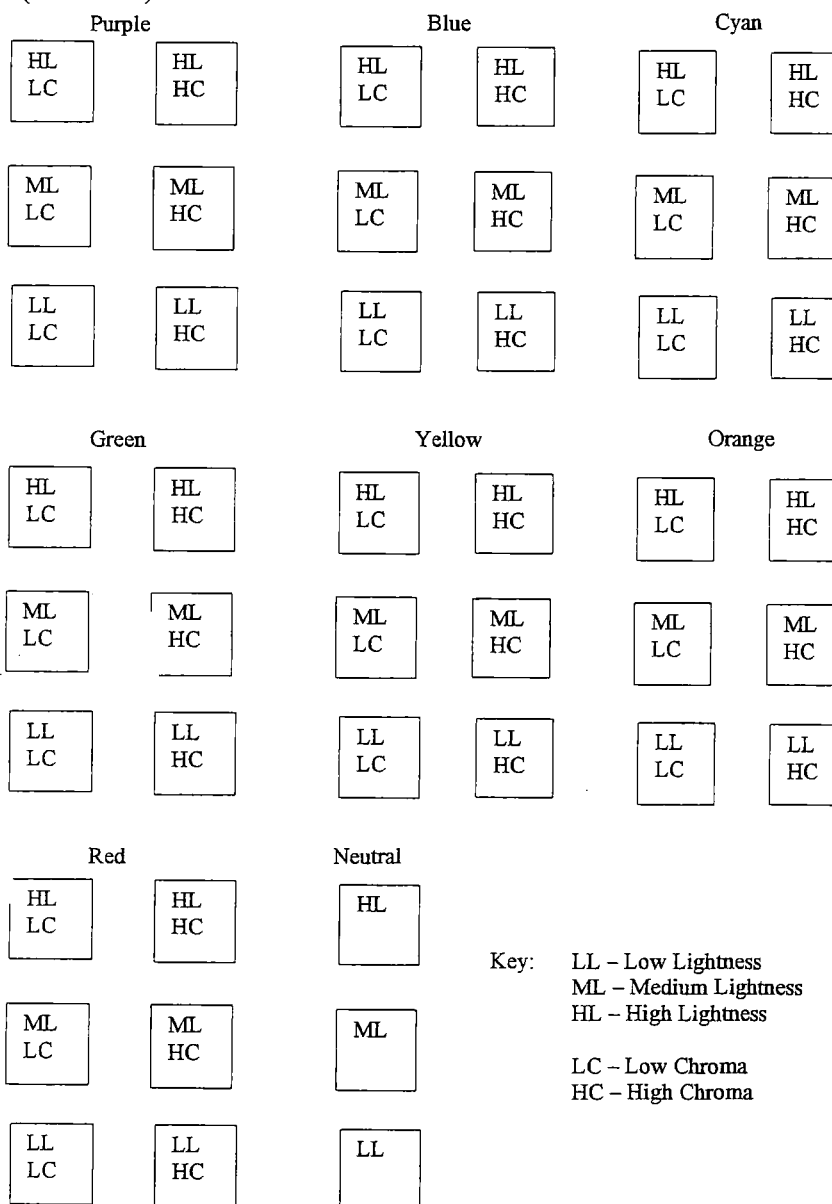 Purple
HL
LC
HL
HC
ML
LC
ML
HC
LL
LC
LL
HC
Blue
HL
LC
HL
HC
ML
LC
ML
HC
LL
LC
LL
HC
Cyan
HL
LC
HL
HC
ML
LC
ML
HC
LL
LC
LL
HC
Green
HL
LC
HL
HC
ML
LC
ML
HC
LL
LC
LL
HC
Yellow
HL
LC
HL
HC
ML
LC
ML
HC
LL
LC
LL
HC
Orange
HL
LC
HL
HC
ML
LC
ML
HC
LL
LC
LL
HC
Red
HL
LC
HL
HC
ML
LC
ML
HC
LL
LC
LL
HC
Neutral
HL
ML
LL
Key: LL – Low Lightness
ML – Medium Lightness
HL – High Lightness
LC – Low Chroma
HC – High Chroma